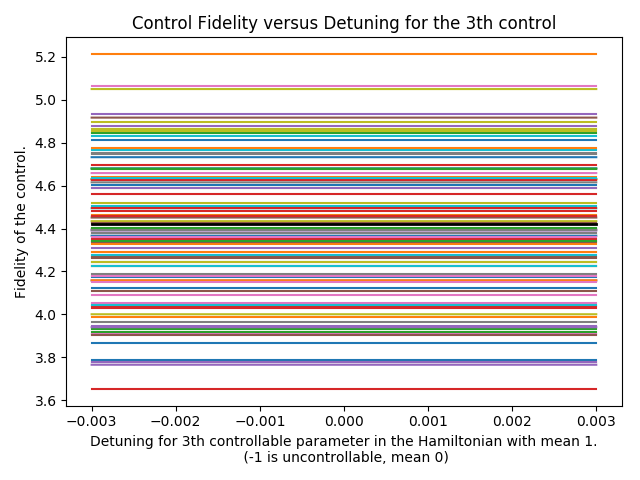 Control Fidelity versus Detuning for the 3th control
Fidelity of the control.
5.2
5.0
4.8
4.6
4.4
4.2
4.0
3.8
3.6
−0.003 −0.002 −0.001 0.000 0.001 0.002 0.003
Detuning for 3th controllable parameter in the Hamiltonian with mean 1.
(-1 is uncontrollable, mean 0)